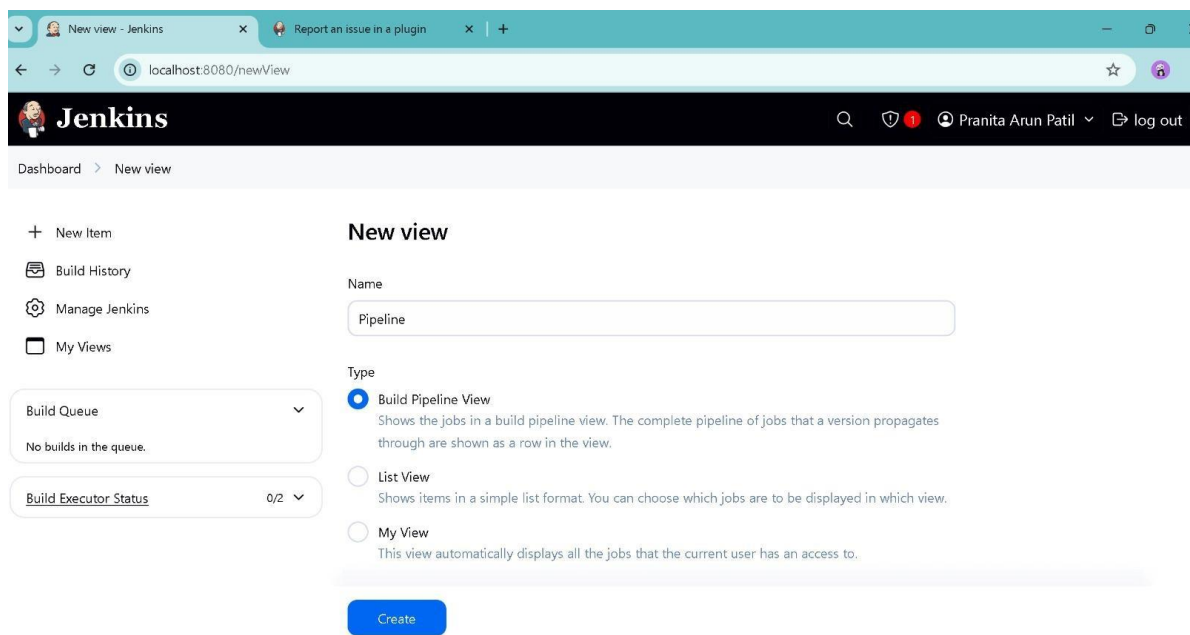 New view - Jenkins
Report an issue in a plugin
localhost:8080/newView
Jenkins
1
Pranita Arun Patil
log out
Dashboard > New view
New Item
Build History
Manage Jenkins
My Views
Build Queue
No builds in the queue.
Build Executor Status 0/2
New view
Name
Pipeline
Type
Build Pipeline View
Shows the jobs in a build pipeline view. The complete pipeline of jobs that a version propagates
through are shown as a row in the view.
List View
Shows items in a simple list format. You can choose which jobs are to be displayed in which view.
My View
This view automatically displays all the jobs that the current user has an access to.
Create